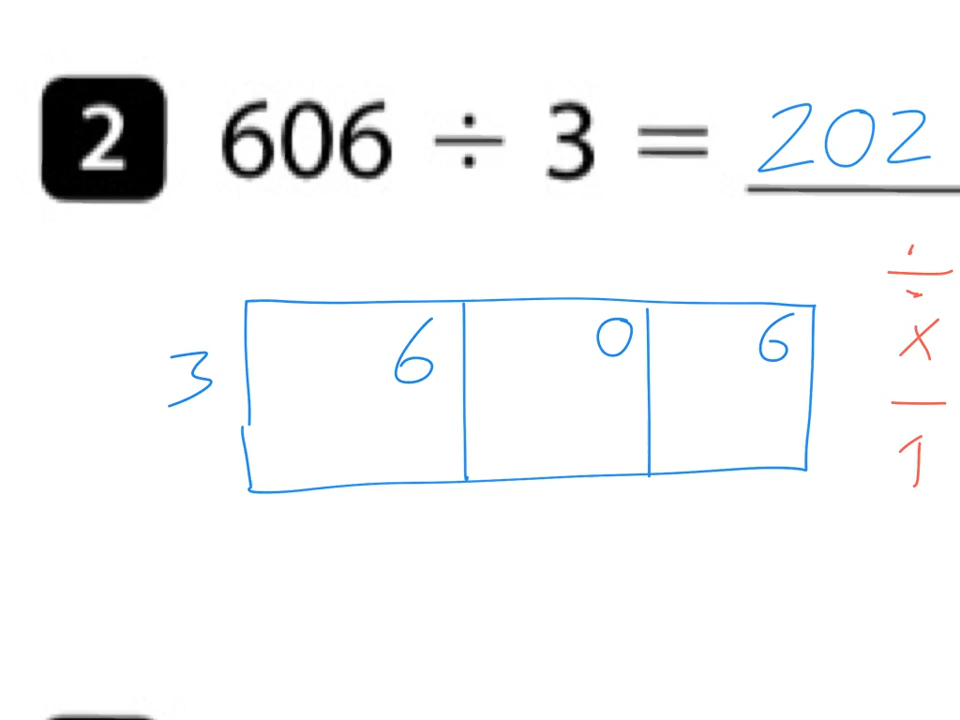 2 606 ÷ 3 = 202
3 6 0 6
÷
×
—
1